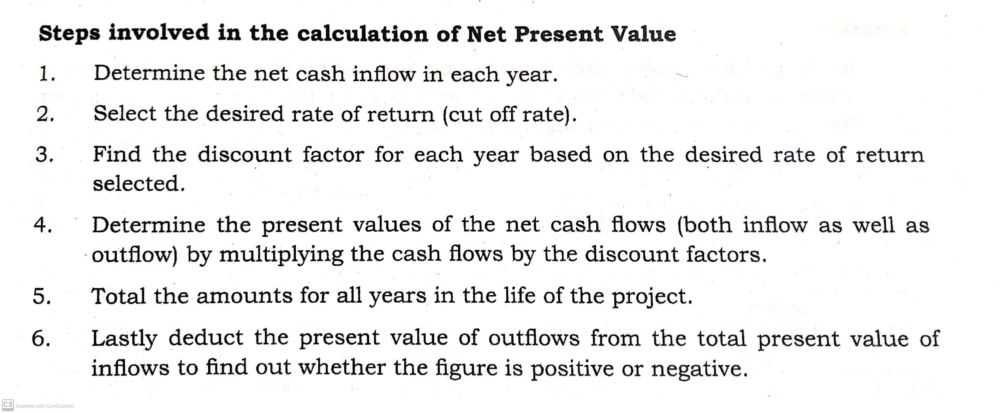 Steps involved in the calculation of Net Present Value
1. Determine the net cash inflow in each year.
2. Select the desired rate of return (cut off rate).
3. Find the discount factor for each year based on the desired rate of return
selected.
4. Determine the present values of the net cash flows (both inflow as well as
outflow) by multiplying the cash flows by the discount factors.
5. Total the amounts for all years in the life of the project.
6. Lastly deduct the present value of outflows from the total present value of
inflows to find out whether the figure is positive or negative.
CS Scanned with CamScanner